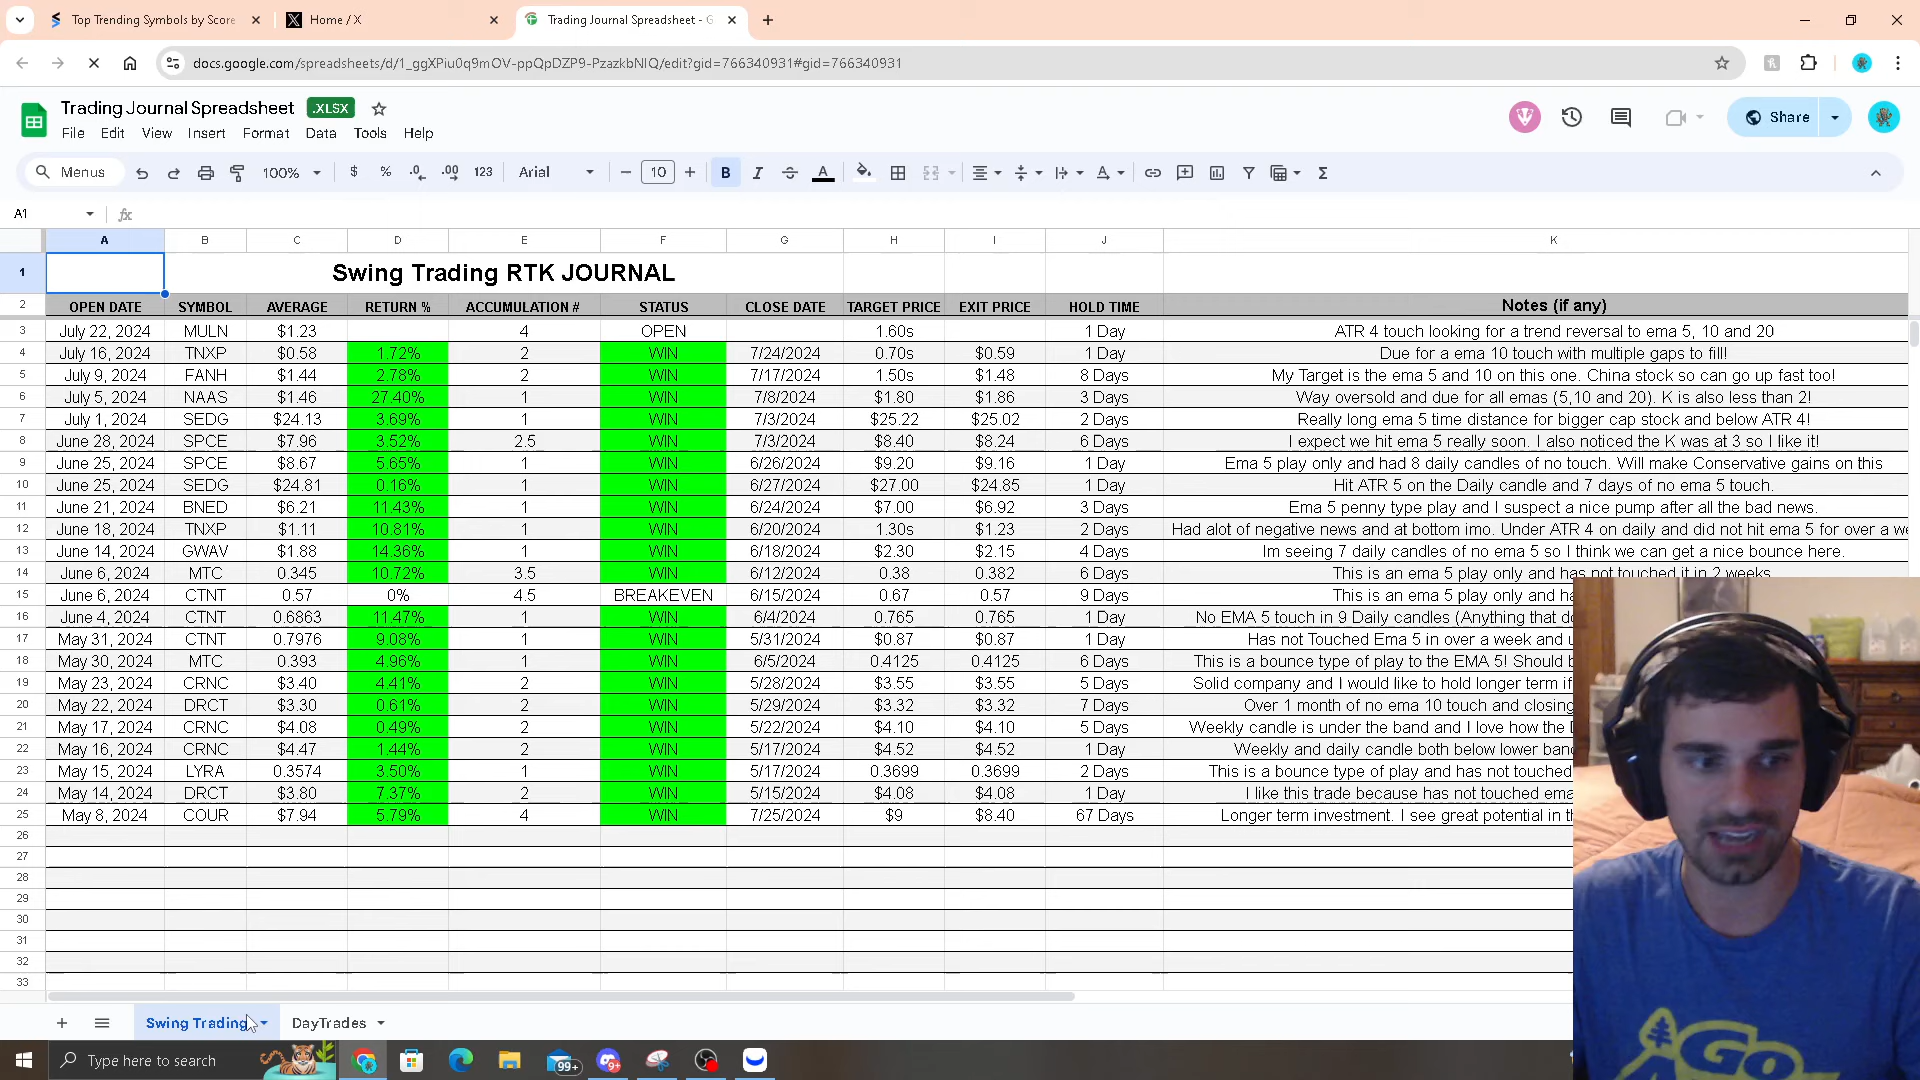 Top Trending Symbols by Score
Home / X
Trading Journal Spreadsheet - G
docs.google.com/spreadsheets/d/1_ggXPiu0q9mOV-ppQpDZP9-PzazkbNIQ/edit?gid=766340931#gid=766340931
Trading Journal Spreadsheet .XLSX
File Edit View Insert Format Data Tools Help
Share
Menus 100% $ % .0 .00 123 Arial 10 B I A
A1 fx
A B C D E F G H I J K
1 Swing Trading RTK JOURNAL
2 OPEN DATE SYMBOL AVERAGE RETURN % ACCUMULATION # STATUS CLOSE DATE TARGET PRICE EXIT PRICE HOLD TIME Notes (if any)
3 July 22, 2024 MULN $1.23 4 OPEN 1.60s 1 Day ATR 4 touch looking for a trend reversal to ema 5, 10 and 20
4 July 16, 2024 TNXP $0.58 1.72% 2 WIN 7/24/2024 0.70s $0.59 1 Day Due for a ema 10 touch with multiple gaps to fill!
5 July 9, 2024 FANH $1.44 2.78% 2 WIN 7/17/2024 1.50s $1.48 8 Days My Target is the ema 5 and 10 on this one. China stock so can go up fast too!
6 July 5, 2024 NAAS $1.46 27.40% 1 WIN 7/8/2024 $1.80 $1.86 3 Days Way oversold and due for all emas (5,10 and 20). K is also less than 2!
7 July 1, 2024 SEDG $24.13 3.69% 1 WIN 7/3/2024 $25.22 $25.02 2 Days Really long ema 5 time distance for bigger cap stock and below ATR 4!
8 June 28, 2024 SPCE $7.96 3.52% 2.5 WIN 7/3/2024 $8.40 $8.24 6 Days I expect we hit ema 5 really soon. I also noticed the K was at 3 so I like it!
9 June 25, 2024 SPCE $8.67 5.65% 1 WIN 6/26/2024 $9.20 $9.16 1 Day Ema 5 play only and had 8 daily candles of no touch. Will make Conservative gains on this
10 June 25, 2024 SEDG $24.81 0.16% 1 WIN 6/27/2024 $27.00 $24.85 1 Day Hit ATR 5 on the Daily candle and 7 days of no ema 5 touch.
11 June 21, 2024 BNED $6.21 11.43% 1 WIN 6/24/2024 $7.00 $6.92 3 Days Ema 5 penny type play and I suspect a nice pump after all the bad news.
12 June 18, 2024 TNXP $1.11 10.81% 1 WIN 6/20/2024 1.30s $1.23 2 Days Had alot of negative news and at bottom imo. Under ATR 4 on daily and did not hit ema 5 for over a we
13 June 14, 2024 GWAV $1.88 14.36% 1 WIN 6/18/2024 $2.30 $2.15 4 Days Im seeing 7 daily candles of no ema 5 so I think we can get a nice bounce here.
14 June 6, 2024 MTC 0.345 10.72% 3.5 WIN 6/12/2024 0.38 0.382 6 Days This is an ema 5 play only and has not touched it in 2 weeks
15 June 6, 2024 CTNT 0.57 0% 4.5 BREAKEVEN 6/15/2024 0.67 0.57 9 Days This is an ema 5 play only and ha
16 June 4, 2024 CTNT 0.6863 11.47% 1 WIN 6/4/2024 0.765 0.765 1 Day No EMA 5 touch in 9 Daily candles (Anything that do
17 May 31, 2024 CTNT 0.7976 9.08% 1 WIN 5/31/2024 $0.87 $0.87 1 Day Has not Touched Ema 5 in over a week and u
18 May 30, 2024 MTC 0.393 4.96% 1 WIN 6/5/2024 0.4125 0.4125 6 Days This is a bounce type of play to the EMA 5! Should b
19 May 23, 2024 CRNC $3.40 4.41% 2 WIN 5/28/2024 $3.55 $3.55 5 Days Solid company and I would like to hold longer term if
20 May 22, 2024 DRCT $3.30 0.61% 2 WIN 5/29/2024 $3.32 $3.32 7 Days Over 1 month of no ema 10 touch and closing
21 May 17, 2024 CRNC $4.08 0.49% 2 WIN 5/22/2024 $4.10 $4.10 5 Days Weekly candle is under the band and I love how the D
22 May 16, 2024 CRNC $4.47 1.44% 2 WIN 5/17/2024 $4.52 $4.52 1 Day Weekly and daily candle both below lower ban
23 May 15, 2024 LYRA 0.3574 3.50% 1 WIN 5/17/2024 0.3699 0.3699 2 Days This is a bounce type of play and has not touched
24 May 14, 2024 DRCT $3.80 7.37% 2 WIN 5/15/2024 $4.08 $4.08 1 Day I like this trade because has not touched ema
25 May 8, 2024 COUR $7.94 5.79% 4 WIN 7/25/2024 $9 $8.40 67 Days Longer term investment. I see great potential in th
26
27
28
29
30
31
32
33
Swing Trading DayTrades
Type here to search 99+